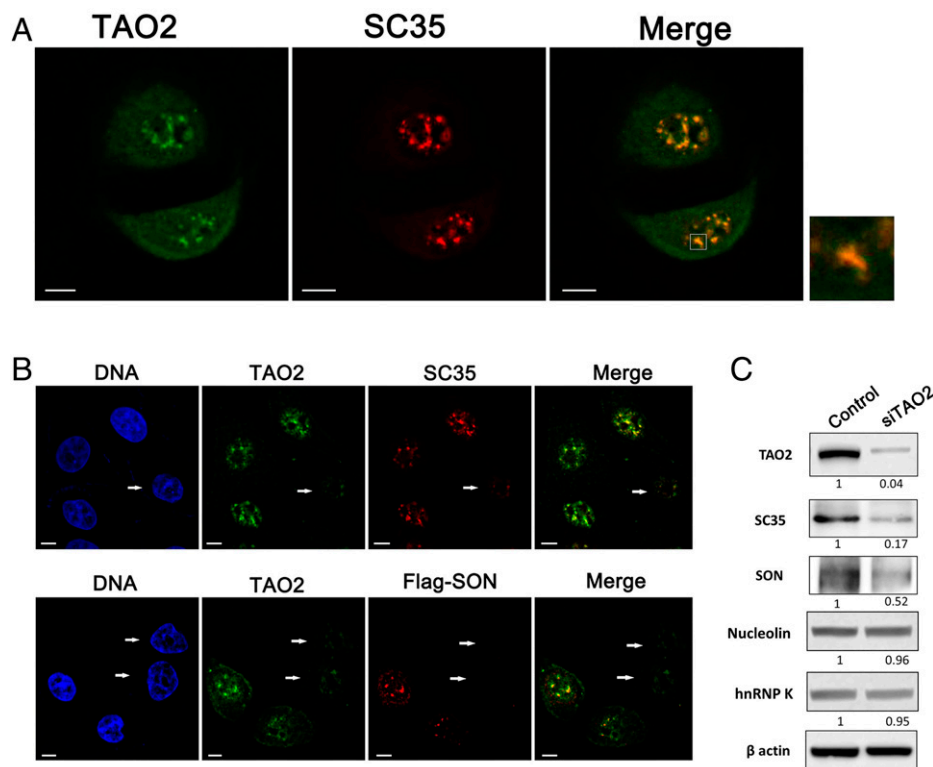 A
TAO2 SC35 Merge
B
DNA TAO2 SC35 Merge
DNA TAO2 Flag-SON Merge
C
Control siTAO2
TAO2
1 0.04
SC35
1 0.17
SON
1 0.52
Nucleolin
1 0.96
hnRNP K
1 0.95
β actin